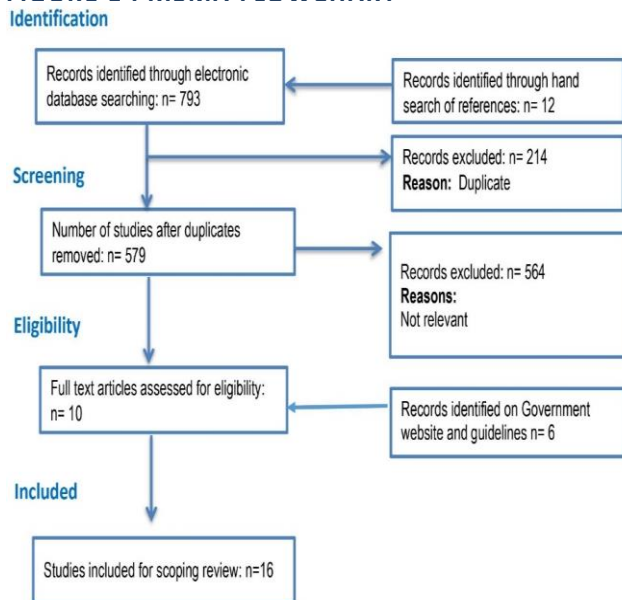 Identification
Records identified through electronic
database searching: n= 793
Records identified through hand
search of references: n= 12
Records excluded: n= 214
Reason: Duplicate
Screening
Number of studies after duplicates
removed: n= 579
Records excluded: n= 564
Reasons:
Not relevant
Eligibility
Full text articles assessed for eligibility:
n= 10
Records identified on Government
website and guidelines n= 6
Included
Studies included for scoping review: n=16